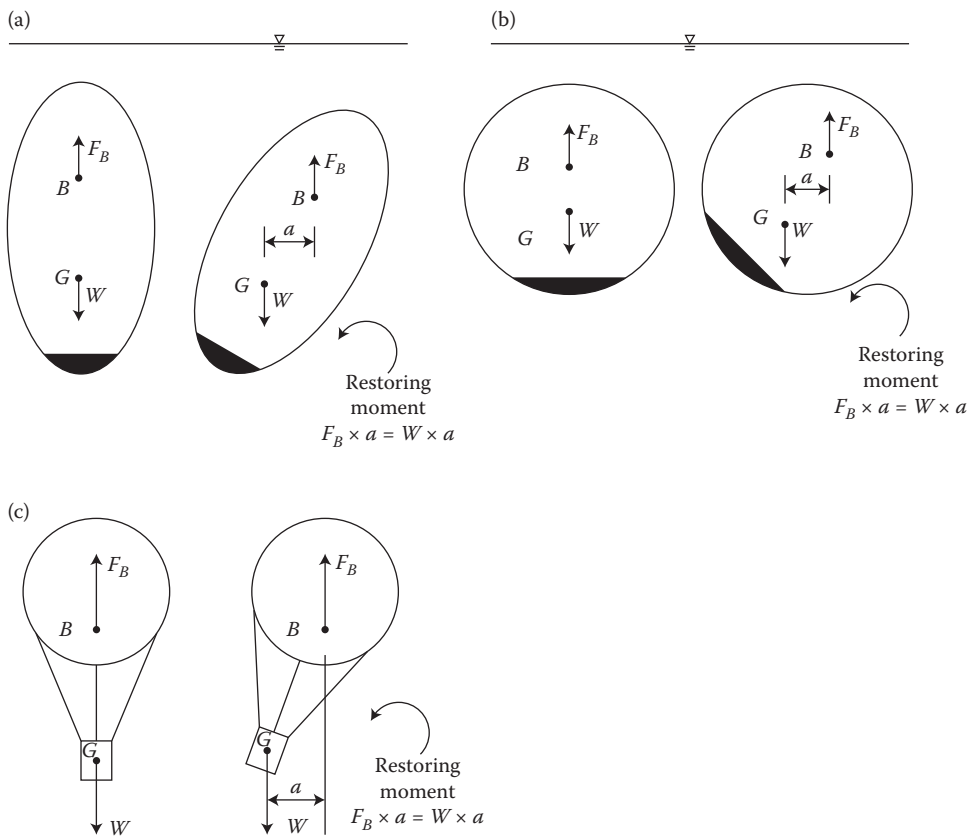 (a)
F_B
B
G
W
F_B
B
a
G
W
Restoring
moment
F_B × a = W × a
(b)
F_B
B
G
W
F_B
B
a
G
W
Restoring
moment
F_B × a = W × a
(c)
F_B
B
G
W
F_B
B
G
a
W
Restoring
moment
F_B × a = W × a